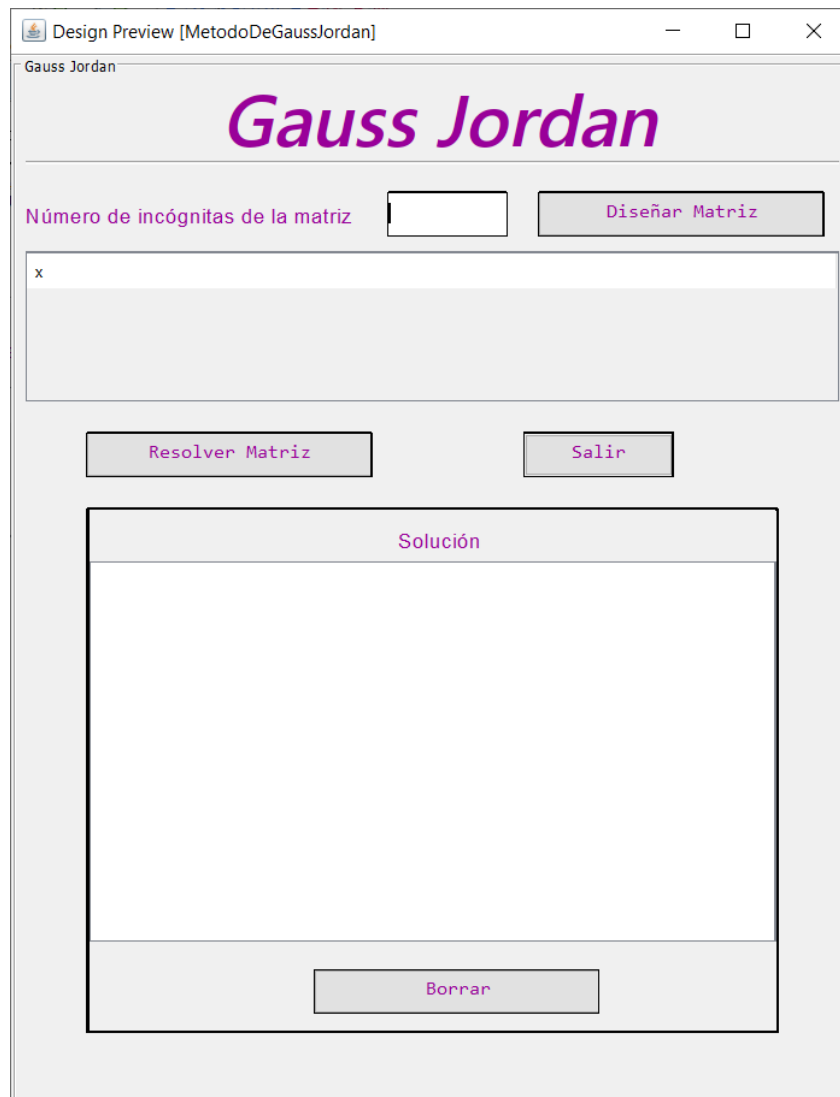 Design Preview [MetodoDeGaussJordan]
Gauss Jordan
Gauss Jordan
Número de incógnitas de la matriz
Diseñar Matriz
x
Resolver Matriz
Salir
Solución
Borrar